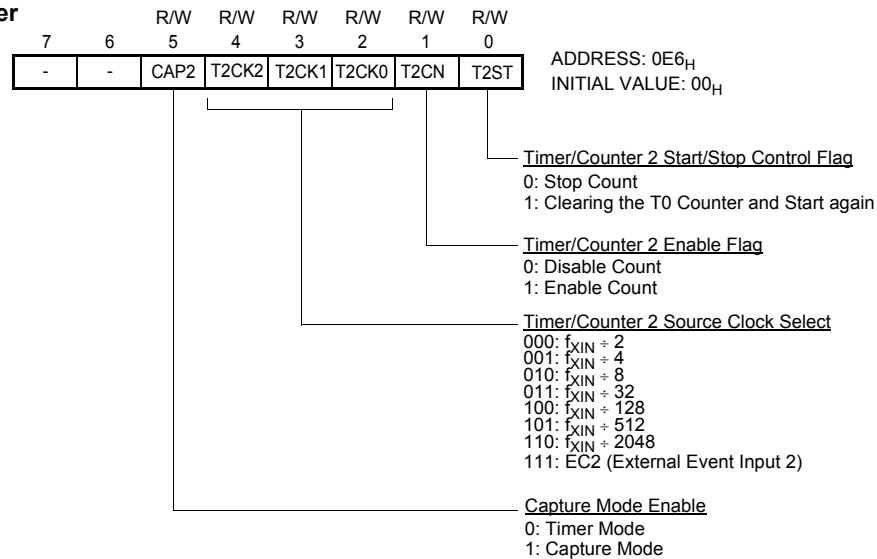 er
R/W R/W R/W R/W R/W R/W
7 6 5 4 3 2 1 0
- - CAP2 T2CK2 T2CK1 T2CK0 T2CN T2ST
ADDRESS: 0E6H
INITIAL VALUE: 00H
Timer/Counter 2 Start/Stop Control Flag
0: Stop Count
1: Clearing the T0 Counter and Start again
Timer/Counter 2 Enable Flag
0: Disable Count
1: Enable Count
Timer/Counter 2 Source Clock Select
000: fXIN ÷ 2
001: fXIN ÷ 4
010: fXIN ÷ 8
011: fXIN ÷ 32
100: fXIN ÷ 128
101: fXIN ÷ 512
110: fXIN ÷ 2048
111: EC2 (External Event Input 2)
Capture Mode Enable
0: Timer Mode
1: Capture Mode